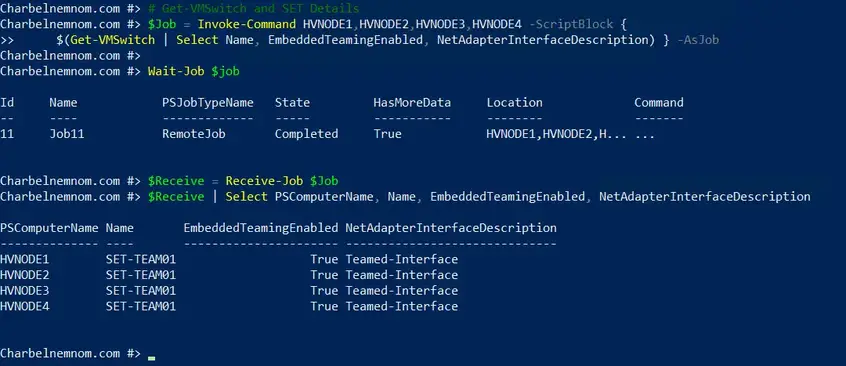 Charbelnemnom.com #> # Get-VMSwitch and SET Details
Charbelnemnom.com #> $Job = Invoke-Command HVNODE1,HVNODE2,HVNODE3,HVNODE4 -ScriptBlock {
>>      $(Get-VMSwitch | Select Name, EmbeddedTeamingEnabled, NetAdapterInterfaceDescription) } -AsJob
Charbelnemnom.com #>
Charbelnemnom.com #> Wait-Job $job
Id     Name            PSJobTypeName   State         HasMoreData     Location             Command
--     ----            -------------   -----         -----------     --------             -------
11     Job11           RemoteJob       Completed     True            HVNODE1,HVNODE2,H... ...
Charbelnemnom.com #> $Receive = Receive-Job $Job
Charbelnemnom.com #> $Receive | Select PSComputerName, Name, EmbeddedTeamingEnabled, NetAdapterInterfaceDescription
PSComputerName Name       EmbeddedTeamingEnabled NetAdapterInterfaceDescription
-------------- ----       ---------------------- ------------------------------
HVNODE1        SET-TEAM01                   True Teamed-Interface
HVNODE2        SET-TEAM01                   True Teamed-Interface
HVNODE3        SET-TEAM01                   True Teamed-Interface
HVNODE4        SET-TEAM01                   True Teamed-Interface
Charbelnemnom.com #>